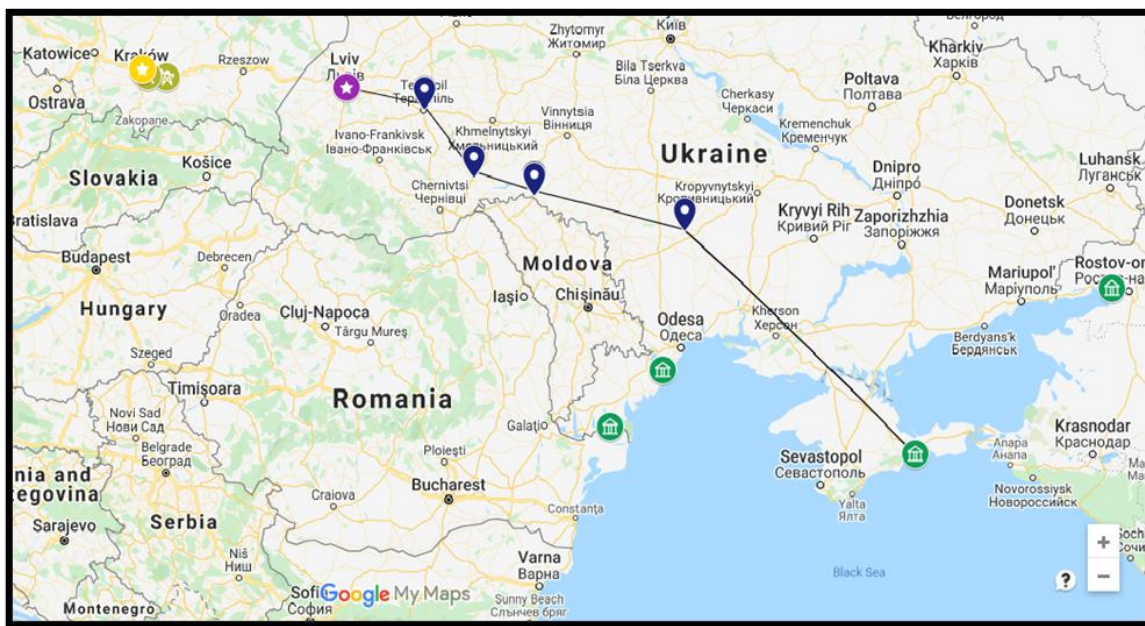 Katowice
Kraków
Rzeszow
Ostrava
Zakopane
Košice
Slovakia
Bratislava
Budapest
Debrecen
Hungary
Oradea
Szeged
Cluj-Napoca
Târgu Mureș
Timișoara
Novi Sad
Нови Сад
Belgrade
Београд
Serbia
Sarajevo
Niš
Ниш
Montenegro
Romania
Ploiești
Bucharest
Craiova
Galați
Constanța
Varna
Варна
Sunny Beach
Слънчев бряг
София
Google My Maps
Lviv
Львів
Ivano-Frankivsk
Івано-Франківськ
Khmelnytskyi
Хмельницький
Chernivtsi
Чернівці
Zhytomyr
Житомир
Київ
Bila Tserkva
Біла Церква
Vinnytsia
Вінниця
Cherkasy
Черкаси
Ukraine
Kropyvnytskyi
Кропивницький
Kremenchuk
Кременчук
Poltava
Полтава
Kharkiv
Харків
Dnipro
Дніпро́
Kryvyi Rih
Кривий Ріг
Zaporizhzhia
Запоріжжя
Donetsk
Донецьк
Luhansk
Луганськ
Mariupol'
Маріуполь
Berdyans'k
Бердянськ
Moldova
Iași
Chișinău
Odesa
Одеса
Kherson
Херсон
Sevastopol
Севастополь
Yalta
Ялта
Anapa
Анапа
Krasnodar
Краснодар
Novorossiysk
Новороссийск
Black Sea
?
+
−